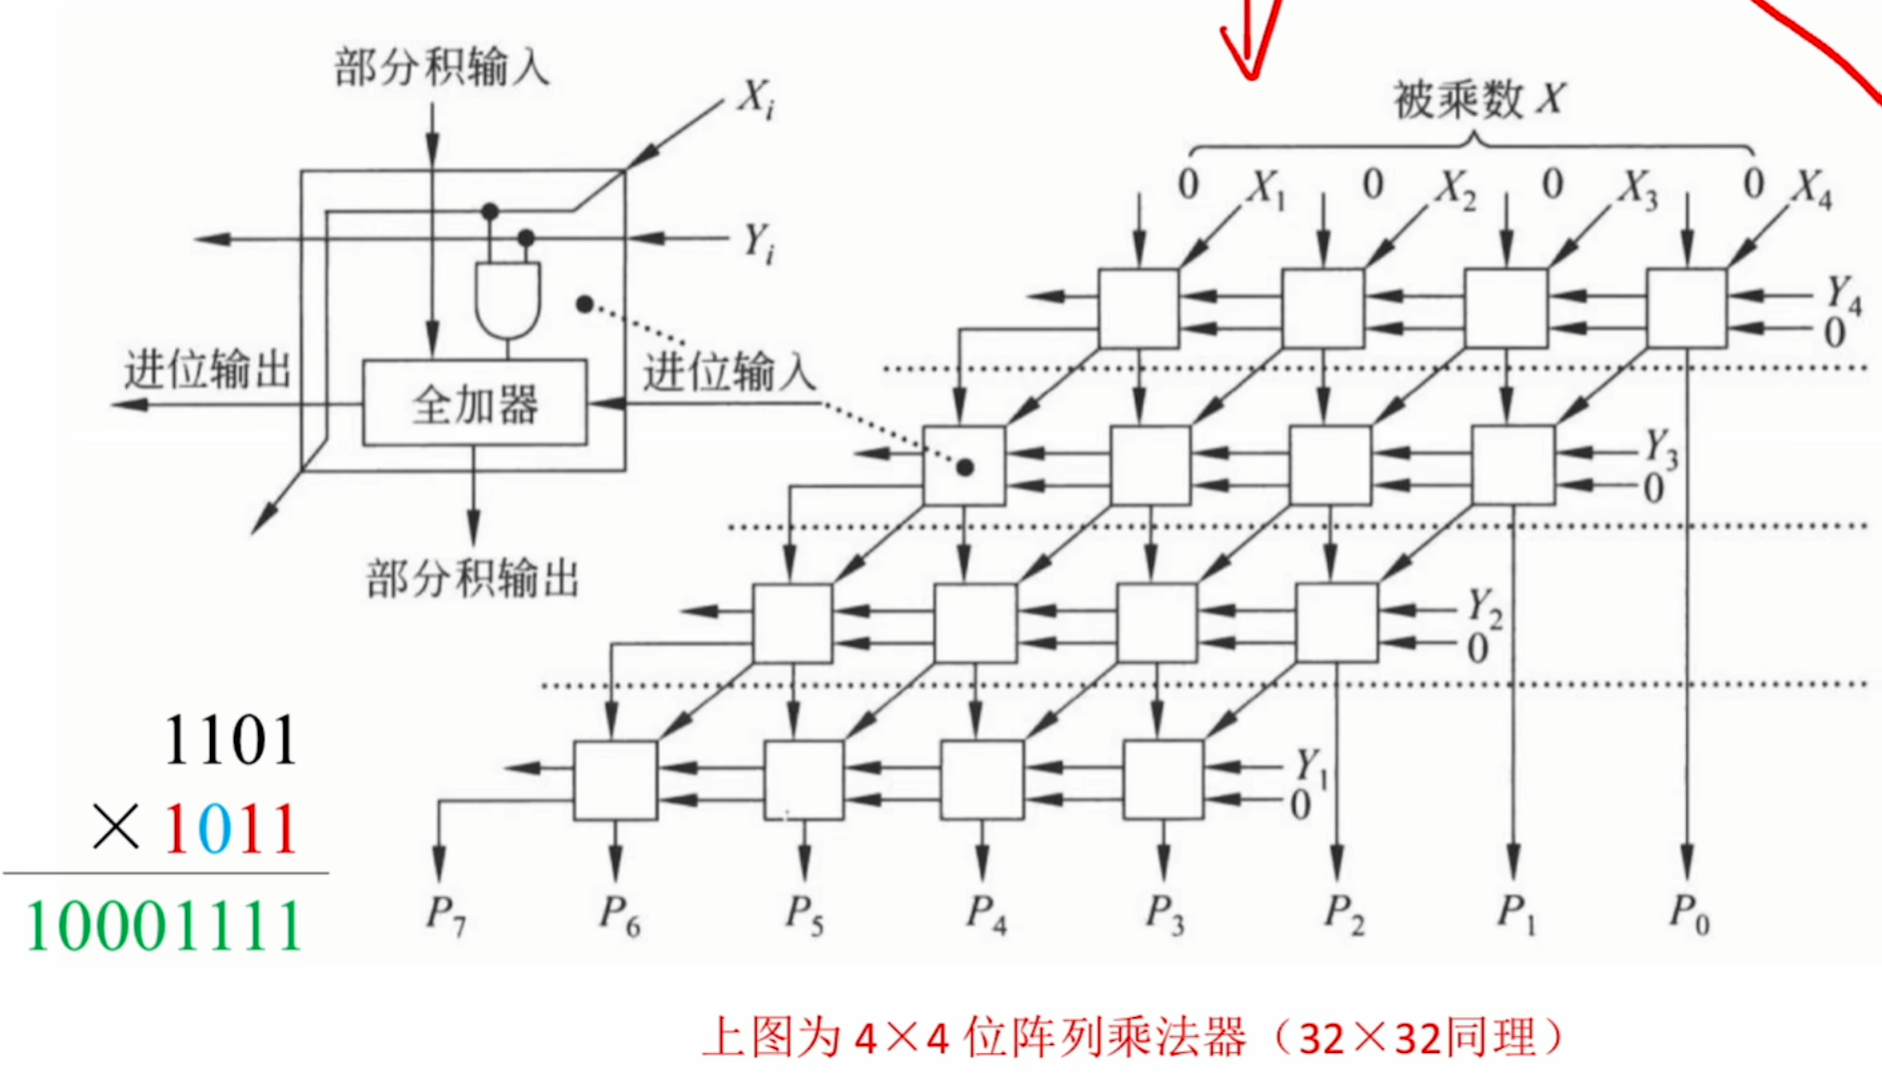 部分积输入
X_i
Y_i
进位输出
全加器
进位输入
部分积输出
被乘数 X
0 X_1 0 X_2 0 X_3 0 X_4
Y_4
0
Y_3
0
Y_2
0
Y_1
0
P_7 P_6 P_5 P_4 P_3 P_2 P_1 P_0
1101
×1011
10001111
上图为 4×4 位阵列乘法器（32×32同理）